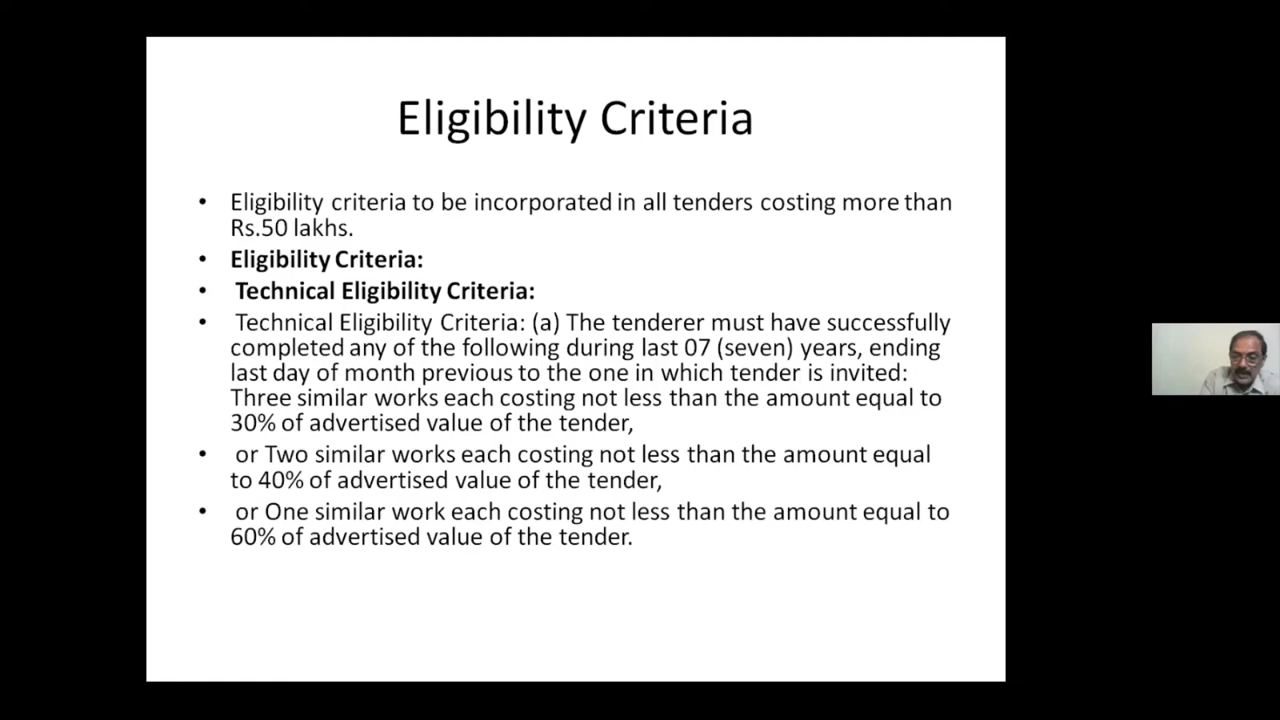 Eligibility Criteria
• Eligibility criteria to be incorporated in all tenders costing more than
Rs.50 lakhs.
• Eligibility Criteria:
• Technical Eligibility Criteria:
• Technical Eligibility Criteria: (a) The tenderer must have successfully
completed any of the following during last 07 (seven) years, ending
last day of month previous to the one in which tender is invited:
Three similar works each costing not less than the amount equal to
30% of advertised value of the tender,
• or Two similar works each costing not less than the amount equal
to 40% of advertised value of the tender,
• or One similar work each costing not less than the amount equal to
60% of advertised value of the tender.